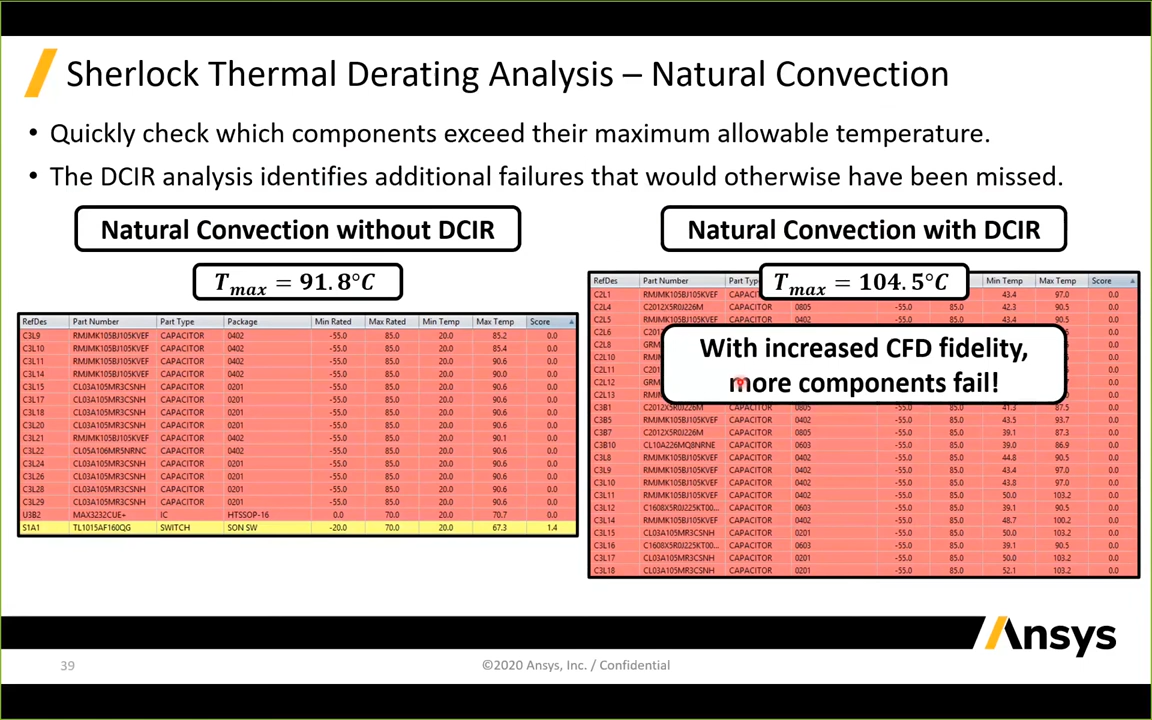 Sherlock Thermal Derating Analysis – Natural Convection
• Quickly check which components exceed their maximum allowable temperature.
• The DCIR analysis identifies additional failures that would otherwise have been missed.
Natural Convection without DCIR
T_max = 91.8°C
RefDes Part Number Part Type Package Min Rated Max Rated Min Temp Max Temp Score
C3L9 RMJMK105BJ105KVEF CAPACITOR 0402 -55.0 85.0 20.0 85.2 0.0
C3L10 RMJMK105BJ105KVEF CAPACITOR 0402 -55.0 85.0 20.0 85.4 0.0
C3L11 RMJMK105BJ105KVEF CAPACITOR 0402 -55.0 85.0 20.0 90.6 0.0
C3L14 RMJMK105BJ105KVEF CAPACITOR 0402 -55.0 85.0 20.0 90.0 0.0
C3L15 CL03A105MR3CSNH CAPACITOR 0201 -55.0 85.0 20.0 90.6 0.0
C3L17 CL03A105MR3CSNH CAPACITOR 0201 -55.0 85.0 20.0 90.6 0.0
C3L18 CL03A105MR3CSNH CAPACITOR 0201 -55.0 85.0 20.0 90.6 0.0
C3L20 CL03A105MR3CSNH CAPACITOR 0201 -55.0 85.0 20.0 90.6 0.0
C3L21 RMJMK105BJ105KVEF CAPACITOR 0402 -55.0 85.0 20.0 90.1 0.0
C3L22 CL05A106MR5NRNC CAPACITOR 0402 -55.0 85.0 20.0 90.6 0.0
C3L24 CL03A105MR3CSNH CAPACITOR 0201 -55.0 85.0 20.0 90.6 0.0
C3L26 CL03A105MR3CSNH CAPACITOR 0201 -55.0 85.0 20.0 90.6 0.0
C3L28 CL03A105MR3CSNH CAPACITOR 0201 -55.0 85.0 20.0 90.6 0.0
C3L29 CL03A105MR3CSNH CAPACITOR 0201 -55.0 85.0 20.0 90.6 0.0
U3B2 MAX3232CUE+ IC HTSSOP-16 0.0 70.0 20.0 70.7 0.0
S1A1 TL1015AF160QG SWITCH SON SW -20.0 70.0 20.0 67.3 1.4
Natural Convection with DCIR
T_max = 104.5°C
RefDes Part Number Part Typ Min Temp Max Temp Score
C2L1 RMJMK105BJ105KVEF CAPACI 43.4 97.0 0.0
C2L4 C2012X5R0J226M CAPACITOR 0805 -55.0 85.0 42.3 90.5 0.0
C2L5 RMJMK105BJ105KVEF CAPACITOR 0402 -55.0 85.0 43.4 97.0 0.0
C2L6 C2012 0.0
C2L8 GRM 0.0
C2L10 RMJ 0.0
C2L11 C201 0.0
C2L12 GRM 0.0
C2L13 RMJ 0.0
With increased CFD fidelity,
more components fail!
C3B1 C2012X5R0J226M CAPACITOR 0805 -55.0 85.0 41.3 87.5 0.0
C3B5 RMJMK105BJ105KVEF CAPACITOR 0402 -55.0 85.0 43.5 93.7 0.0
C3B7 C2012X5R0J226M CAPACITOR 0805 -55.0 85.0 39.1 87.3 0.0
C3B10 CL10A226MQ8NRNE CAPACITOR 0603 -55.0 85.0 39.0 86.9 0.0
C3L8 RMJMK105BJ105KVEF CAPACITOR 0402 -55.0 85.0 44.8 90.5 0.0
C3L9 RMJMK105BJ105KVEF CAPACITOR 0402 -55.0 85.0 43.4 97.0 0.0
C3L10 RMJMK105BJ105KVEF CAPACITOR 0402 -55.0 85.0 43.8 97.0 0.0
C3L11 RMJMK105BJ105KVEF CAPACITOR 0402 -55.0 85.0 50.0 103.2 0.0
C3L12 C1608X5R0J225KT00... CAPACITOR 0603 -55.0 85.0 39.1 90.5 0.0
C3L14 RMJMK105BJ105KVEF CAPACITOR 0402 -55.0 85.0 48.7 100.2 0.0
C3L15 CL03A105MR3CSNH CAPACITOR 0201 -55.0 85.0 50.0 103.2 0.0
C3L16 C1608X5R0J225KT00... CAPACITOR 0603 -55.0 85.0 39.1 90.5 0.0
C3L17 CL03A105MR3CSNH CAPACITOR 0201 -55.0 85.0 50.0 103.2 0.0
C3L18 CL03A105MR3CSNH CAPACITOR 0201 -55.0 85.0 52.1 103.2 0.0
Ansys
39
©2020 Ansys, Inc. / Confidential